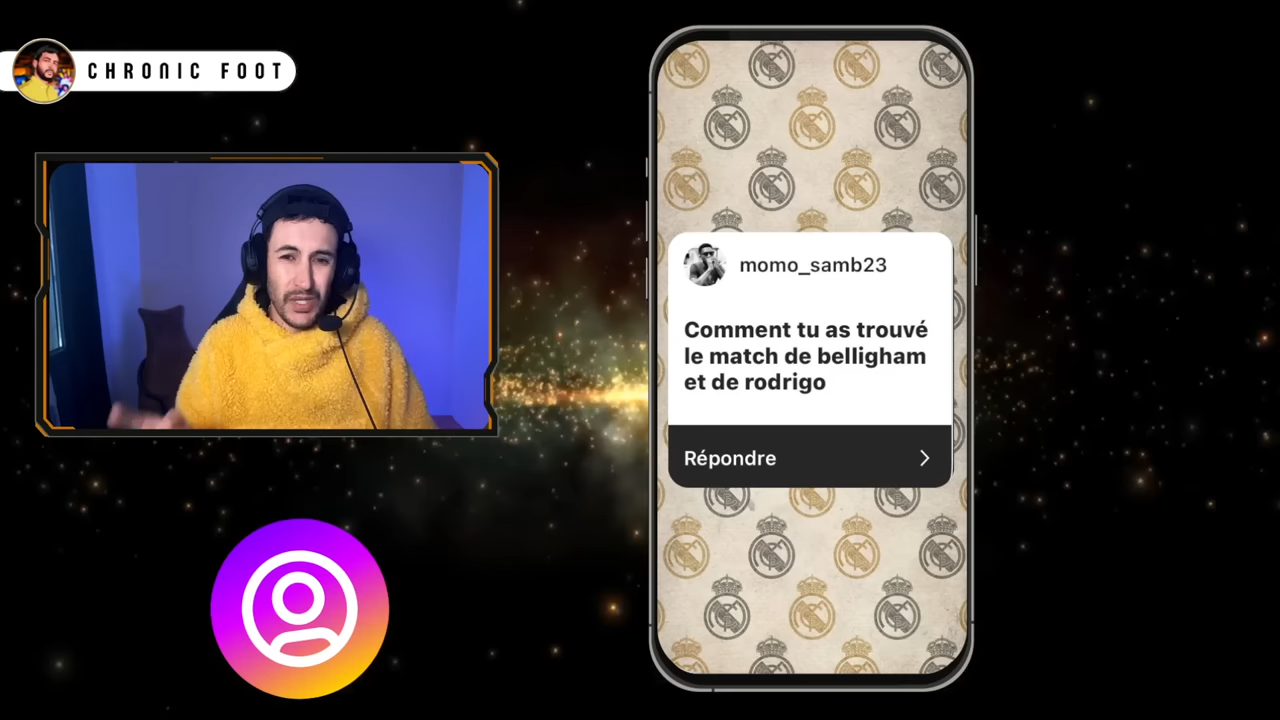 CHRONIC FOOT
momo_samb23
Comment tu as trouvé
le match de belligham
et de rodrigo
Répondre